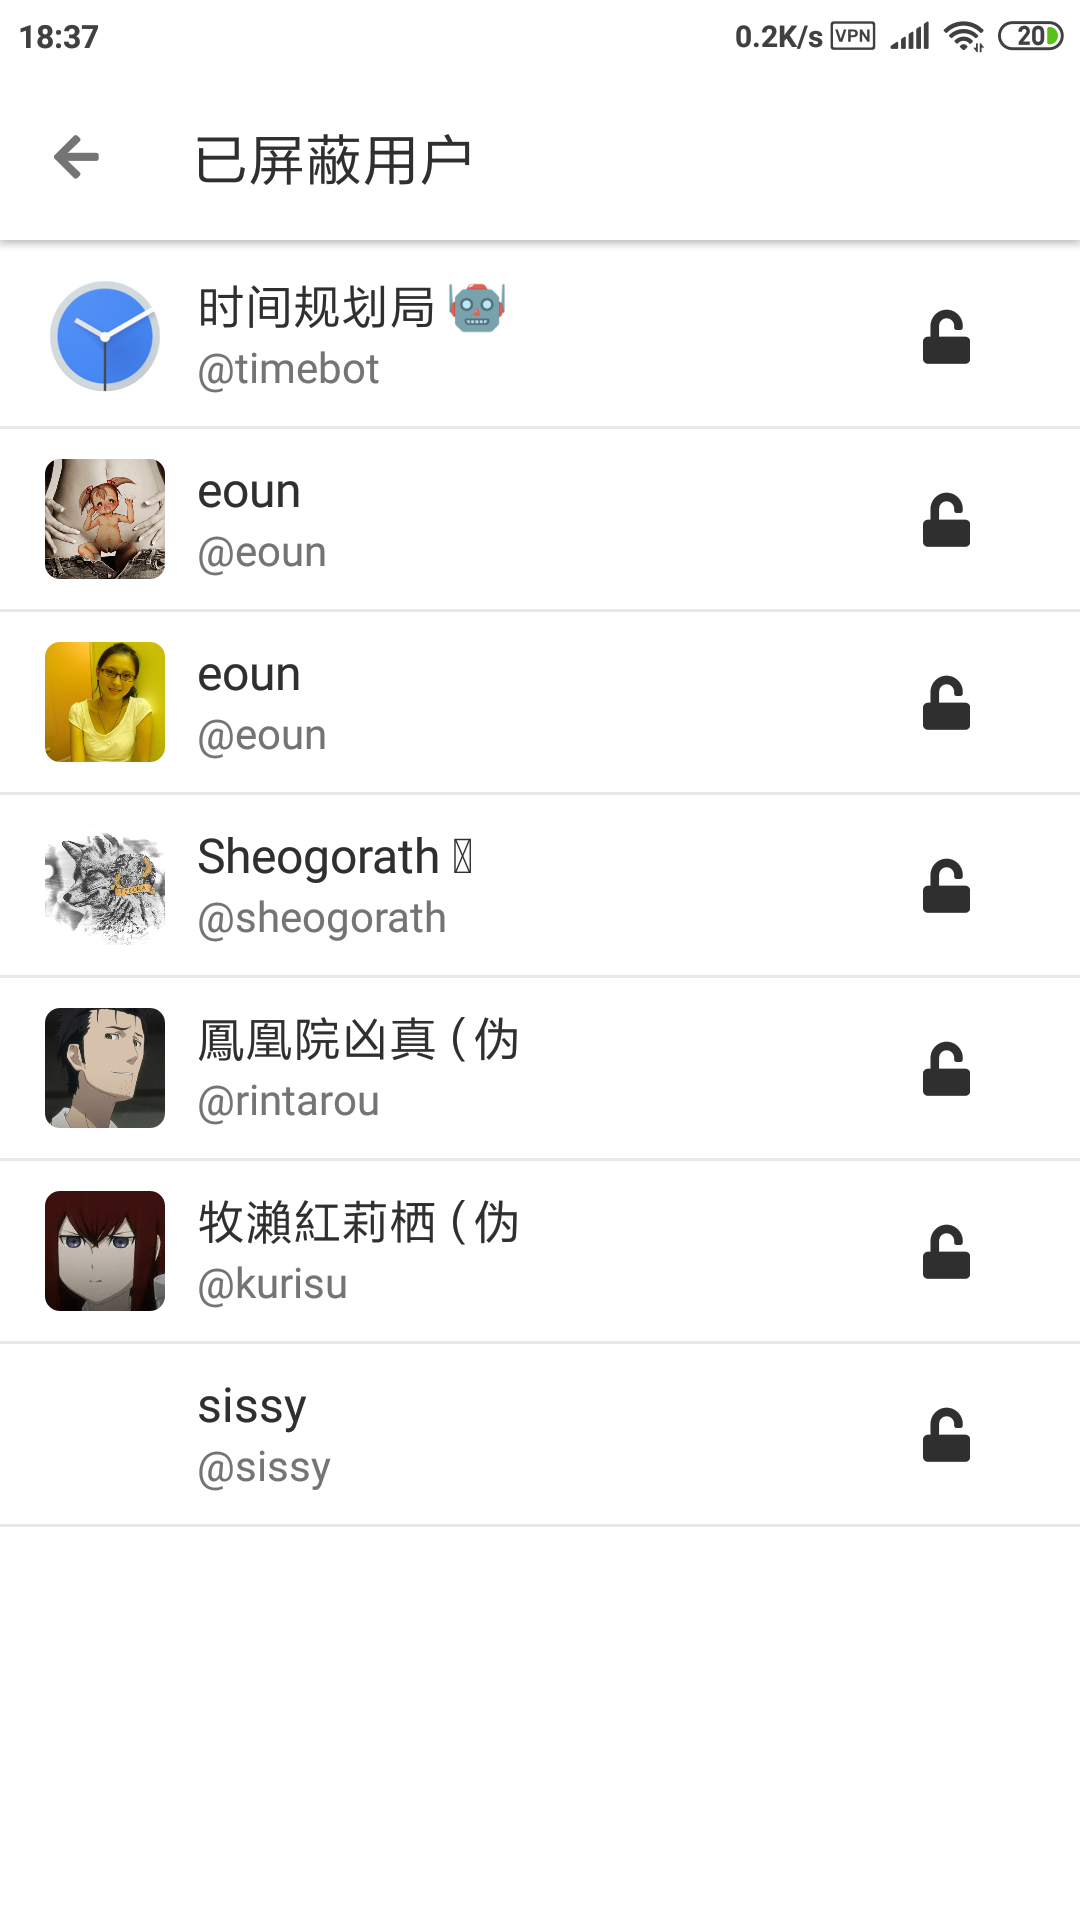 18:37
0.2K/s VPN 20
已屏蔽用户
时间规划局 🤖
@timebot
eoun
@eoun
eoun
@eoun
Sheogorath
@sheogorath
鳳凰院凶真 (伪
@rintarou
牧瀨紅莉栖 (伪
@kurisu
sissy
@sissy